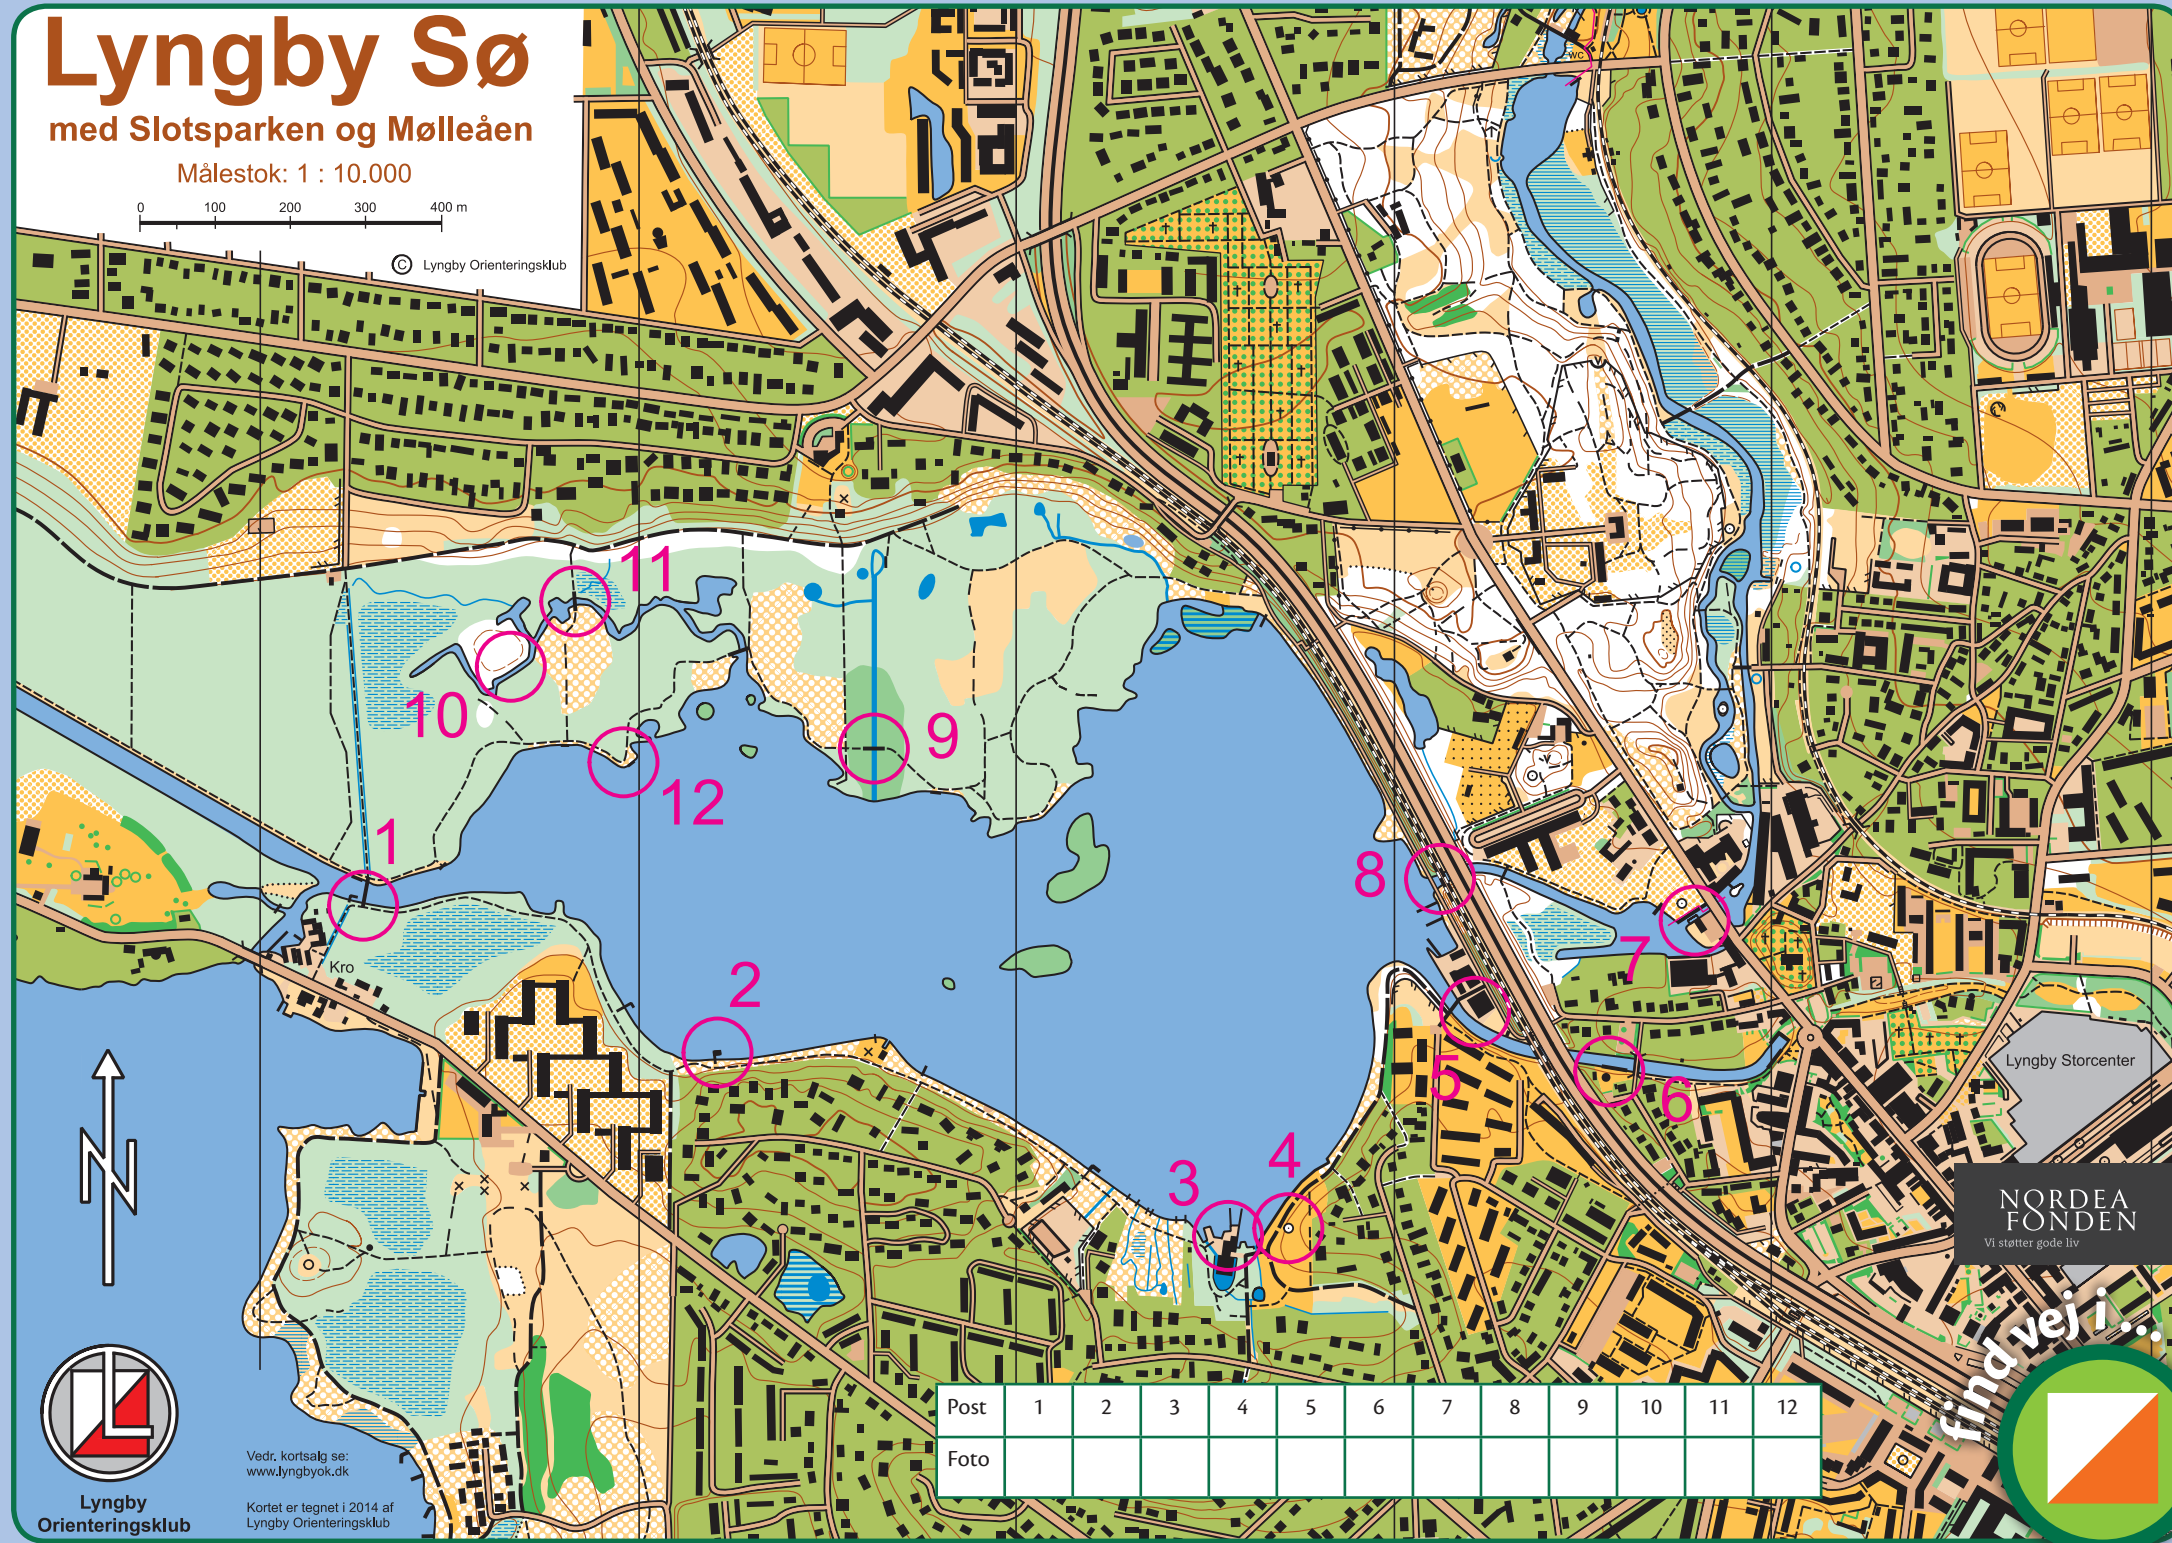 Lyngby Sø
med Slotsparken og Mølleåen
Målestok: 1 : 10.000
0 100 200 300 400 m
© Lyngby Orienteringsklub
wc
11
10
9
12
1
8
7
Kro
2
Lyngby Storcenter
5
6
4
3
NORDEA
FONDEN
Vi støtter gode liv
find vej i ...
Post 1 2 3 4 5 6 7 8 9 10 11 12
Foto
N
Lyngby
Orienteringsklub
Vedr. kortsalg se:
www.lyngbyok.dk
Kortet er tegnet i 2014 af
Lyngby Orienteringsklub